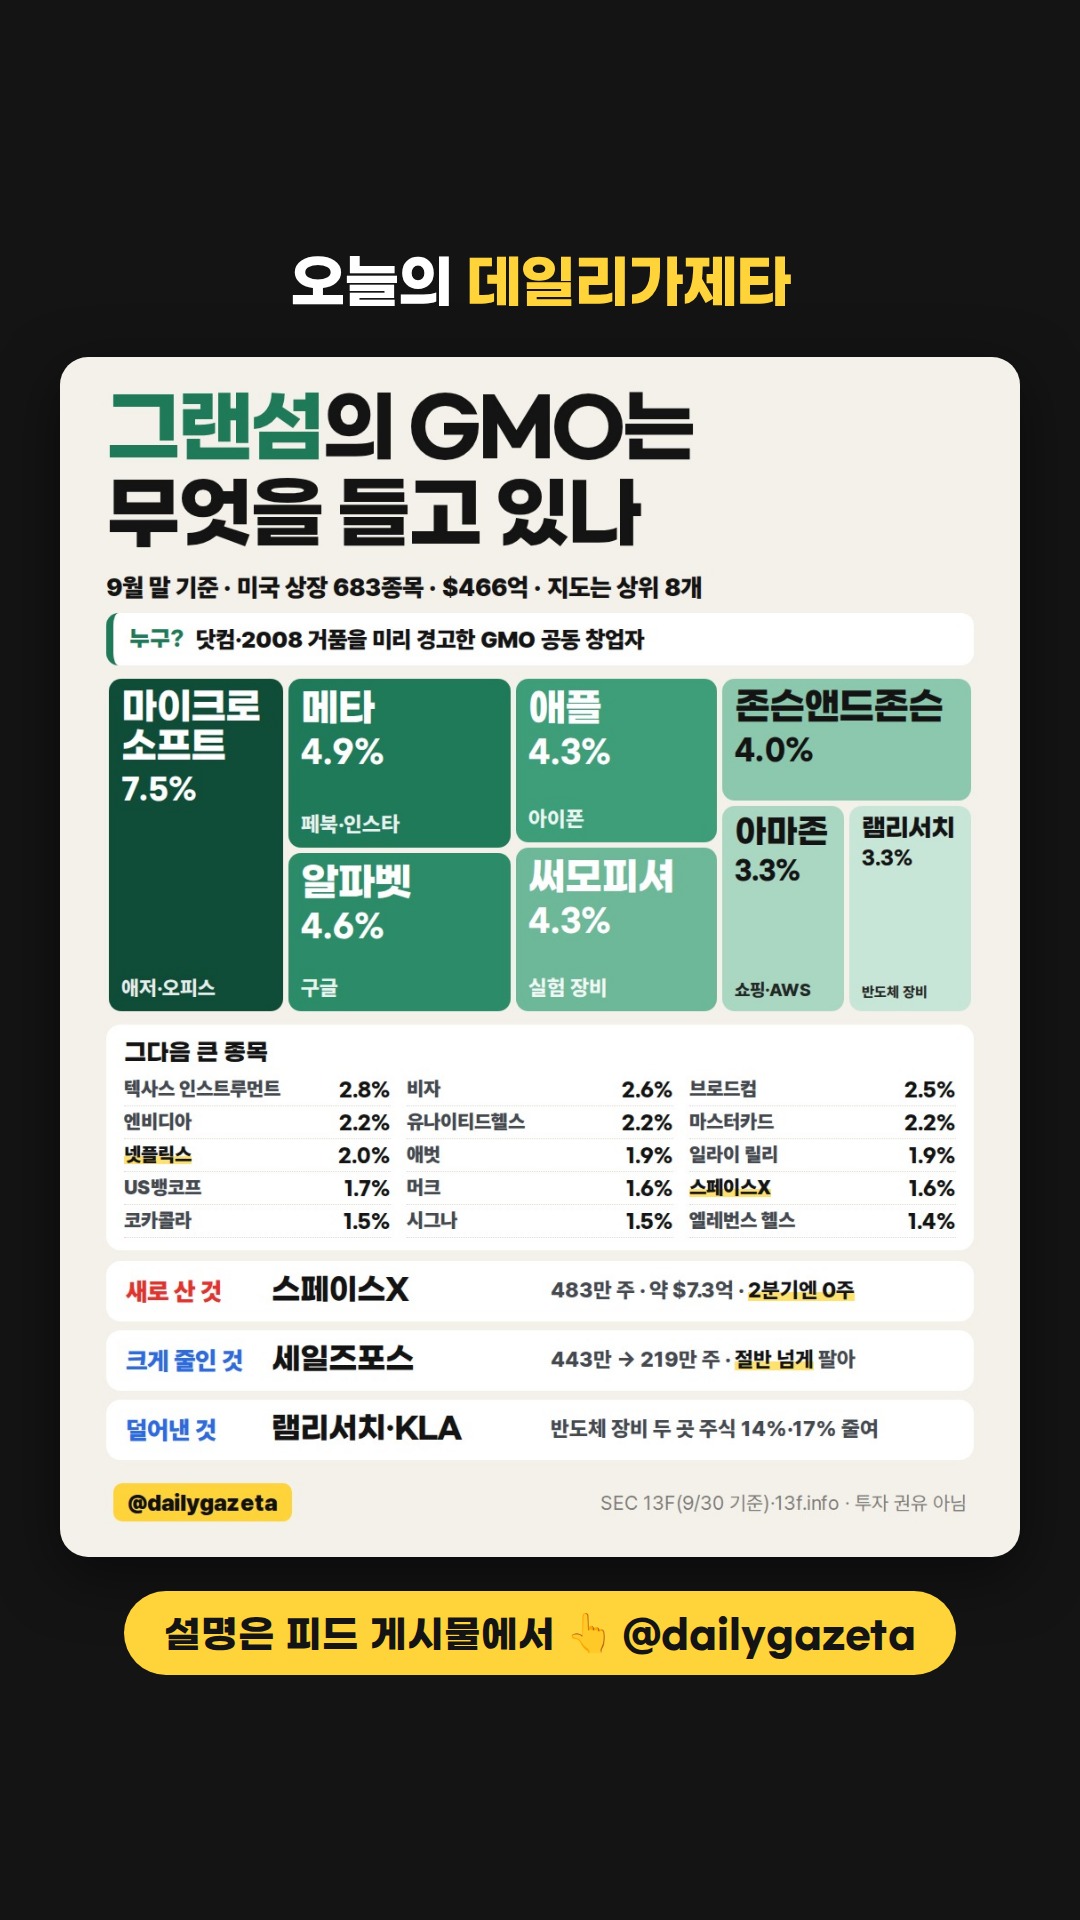 오늘의 데일리가제타
그랜섬의 GMO는
무엇을 들고 있나
9월 말 기준 · 미국 상장 683종목 · $466억 · 지도는 상위 8개
누구? 닷컴·2008 거품을 미리 경고한 GMO 공동 창업자
마이크로
소프트
7.5%
애저·오피스
메타
4.9%
페북·인스타
알파벳
4.6%
구글
애플
4.3%
아이폰
써모피셔
4.3%
실험 장비
존슨앤드존슨
4.0%
아마존
3.3%
쇼핑·AWS
램리서치
3.3%
반도체 장비
그다음 큰 종목
텍사스 인스트루먼트 2.8% 비자 2.6% 브로드컴 2.5%
엔비디아 2.2% 유나이티드헬스 2.2% 마스터카드 2.2%
넷플릭스 2.0% 애벗 1.9% 일라이 릴리 1.9%
US뱅코프 1.7% 머크 1.6% 스페이스X 1.6%
코카콜라 1.5% 시그나 1.5% 엘레번스 헬스 1.4%
새로 산 것 스페이스X 483만 주 · 약 $7.3억 · 2분기엔 0주
크게 줄인 것 세일즈포스 443만 → 219만 주 · 절반 넘게 팔아
덜어낸 것 램리서치·KLA 반도체 장비 두 곳 주식 14%·17% 줄여
@dailygazeta SEC 13F(9/30 기준)·13f.info · 투자 권유 아님
설명은 피드 게시물에서 👆 @dailygazeta